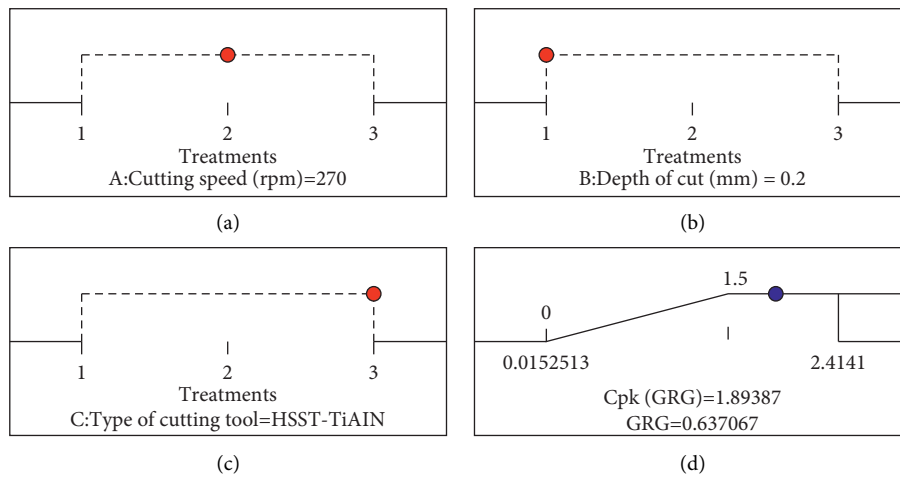 1
2
3
Treatments
A:Cutting speed (rpm)=270
(a)
1
2
3
Treatments
B:Depth of cut (mm) = 0.2
(b)
1
2
3
Treatments
C:Type of cutting tool=HSST-TiAIN
(c)
0
1.5
0.0152513
2.4141
Cpk (GRG)=1.89387
GRG=0.637067
(d)